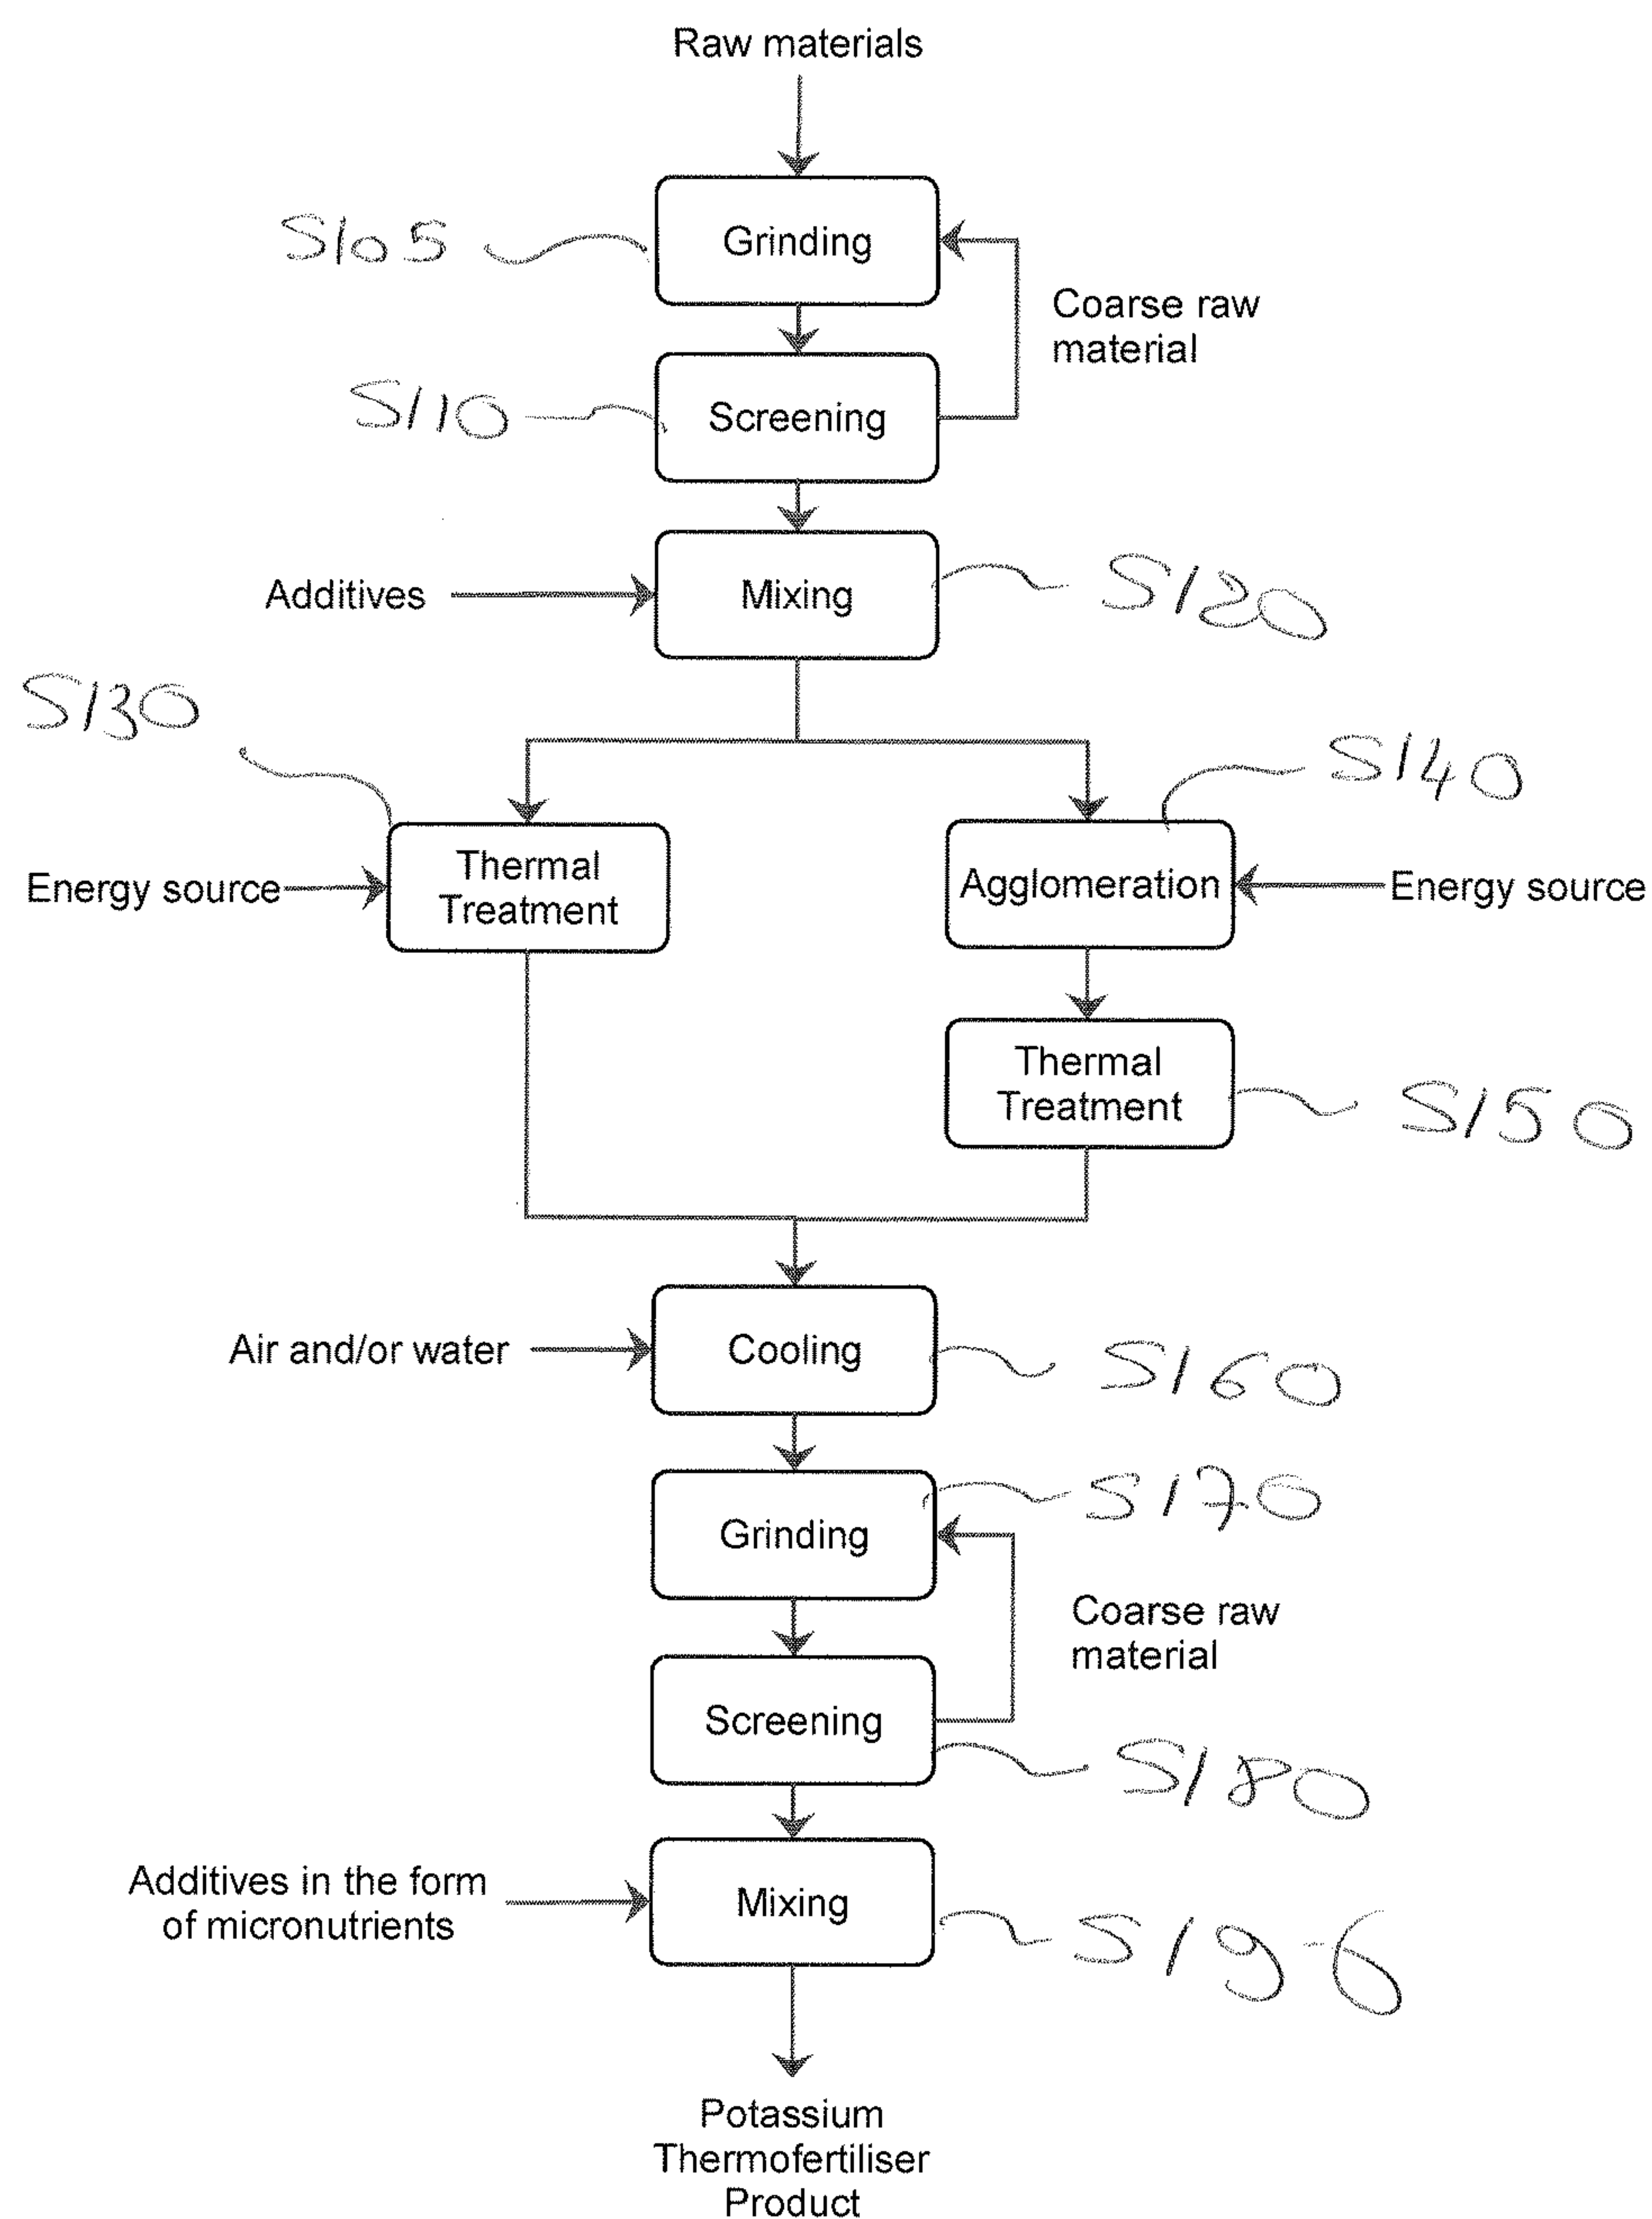 Raw materials
S105
Grinding
Coarse raw
material
S110
Screening
Additives
Mixing
S120
S130
S140
Energy source
Thermal
Treatment
Agglomeration
Energy source
Thermal
Treatment
S150
Air and/or water
Cooling
S160
S170
Grinding
Coarse raw
material
Screening
S180
Additives in the form
of micronutrients
Mixing
S196
Potassium
Thermofertiliser
Product